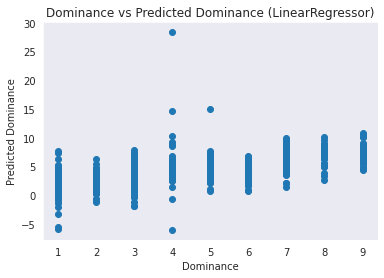 Dominance vs Predicted Dominance (LinearRegressor)
Predicted Dominance
30
25
20
15
10
5
0
−5
1 2 3 4 5 6 7 8 9
Dominance